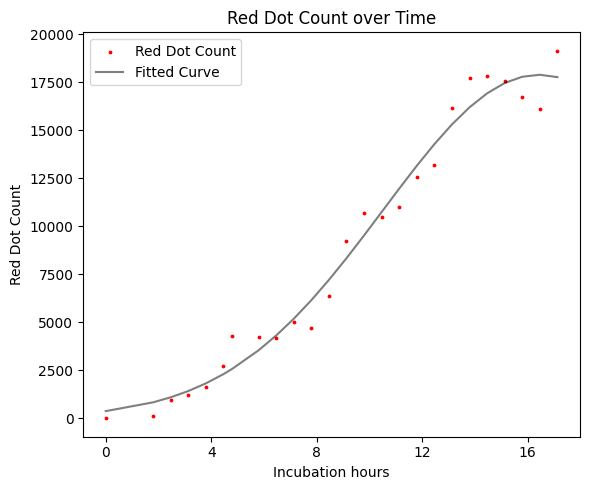 Red Dot Count over Time
Red Dot Count
Fitted Curve
20000
17500
15000
12500
10000
7500
5000
2500
0
Red Dot Count
0 4 8 12 16
Incubation hours